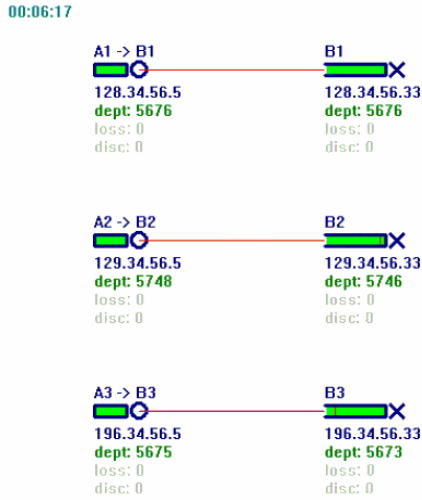 00:06:17
A1 -> B1 B1
128.34.56.5 128.34.56.33
dept: 5676 dept: 5676
loss: 0 loss: 0
disc: 0 disc: 0
A2 -> B2 B2
129.34.56.5 129.34.56.33
dept: 5748 dept: 5746
loss: 0 loss: 0
disc: 0 disc: 0
A3 -> B3 B3
196.34.56.5 196.34.56.33
dept: 5675 dept: 5673
loss: 0 loss: 0
disc: 0 disc: 0